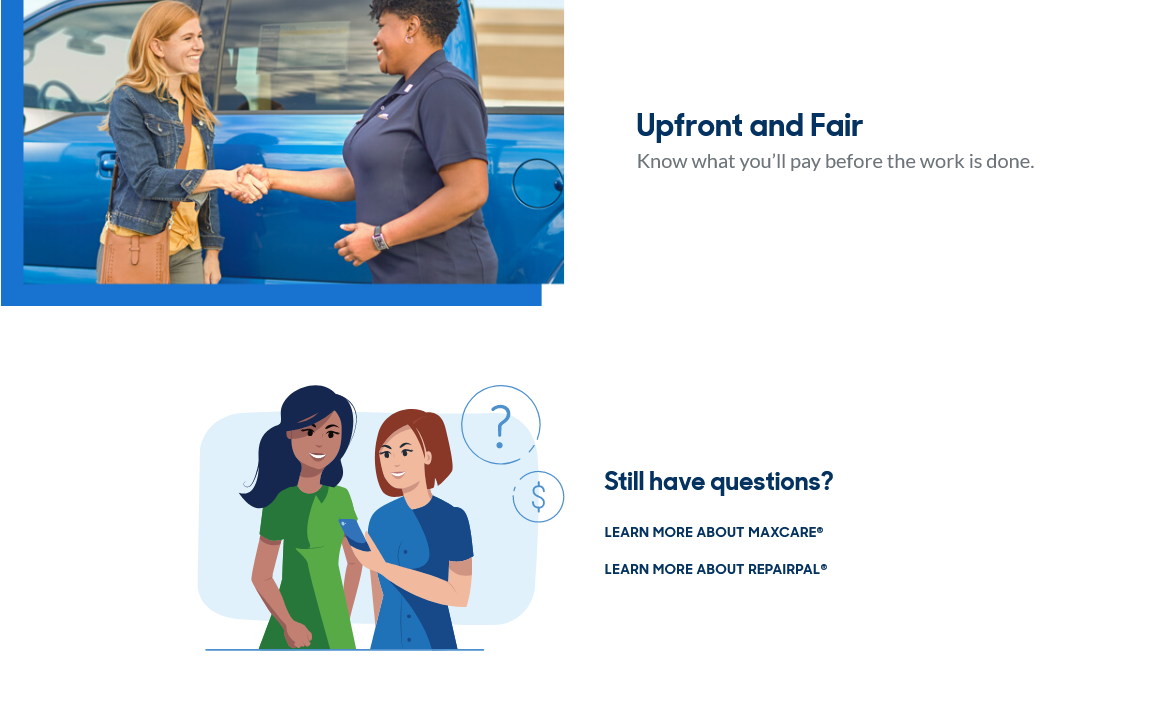 Upfront and Fair
Know what you'll pay before the work is done.
?
$
Still have questions?
LEARN MORE ABOUT MAXCARE®
LEARN MORE ABOUT REPAIRPAL®